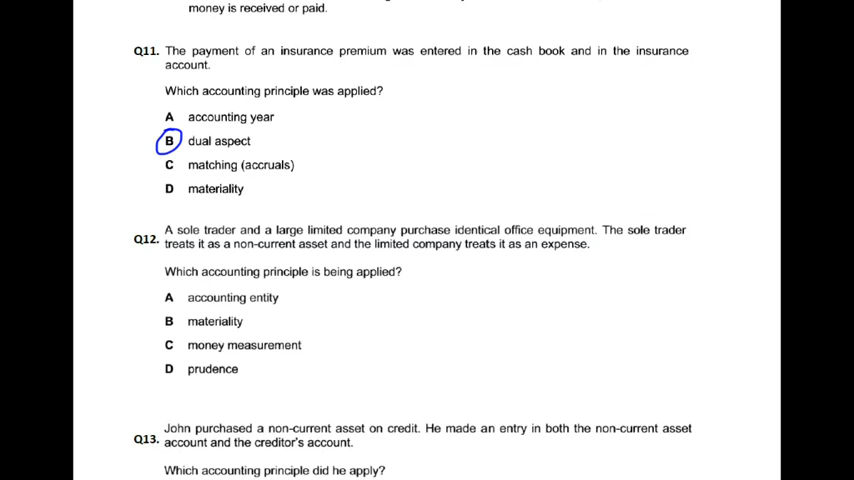 money is received or paid.
Q11. The payment of an insurance premium was entered in the cash book and in the insurance
account.
Which accounting principle was applied?
A accounting year
B dual aspect
C matching (accruals)
D materiality
A sole trader and a large limited company purchase identical office equipment. The sole trader
Q12. treats it as a non-current asset and the limited company treats it as an expense.
Which accounting principle is being applied?
A accounting entity
B materiality
C money measurement
D prudence
John purchased a non-current asset on credit. He made an entry in both the non-current asset
Q13. account and the creditor's account.
Which accounting principle did he apply?